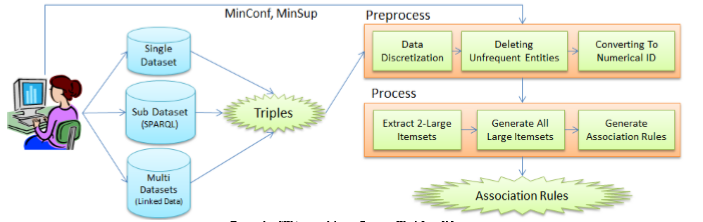 MinConf, MinSup
Single
Dataset
Sub Dataset
(SPARQL)
Multi
Datasets
(Linked Data)
Triples
Preprocess
Data
Discretization
Deleting
Unfrequent Entities
Converting To
Numerical ID
Process
Extract 2-Large
Itemsets
Generate All
Large Itemsets
Generate
Association Rules
Association Rules